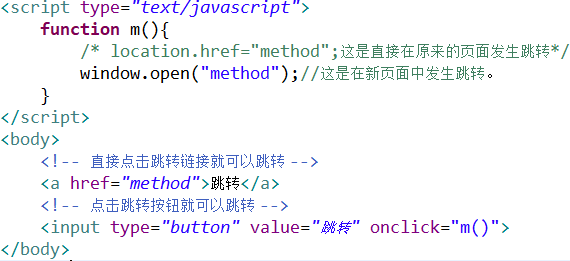 <script type="text/javascript">
    function m(){
        /* location.href="method";这是直接在原来的页面发生跳转*/
        window.open("method");//这是在新页面中发生跳转。
    }
</script>
<body>
    <!-- 直接点击跳转链接就可以跳转 -->
    <a href="method">跳转</a>
    <!-- 点击跳转按钮就可以跳转 -->
    <input type="button" value="跳转" onclick="m()">
</body>